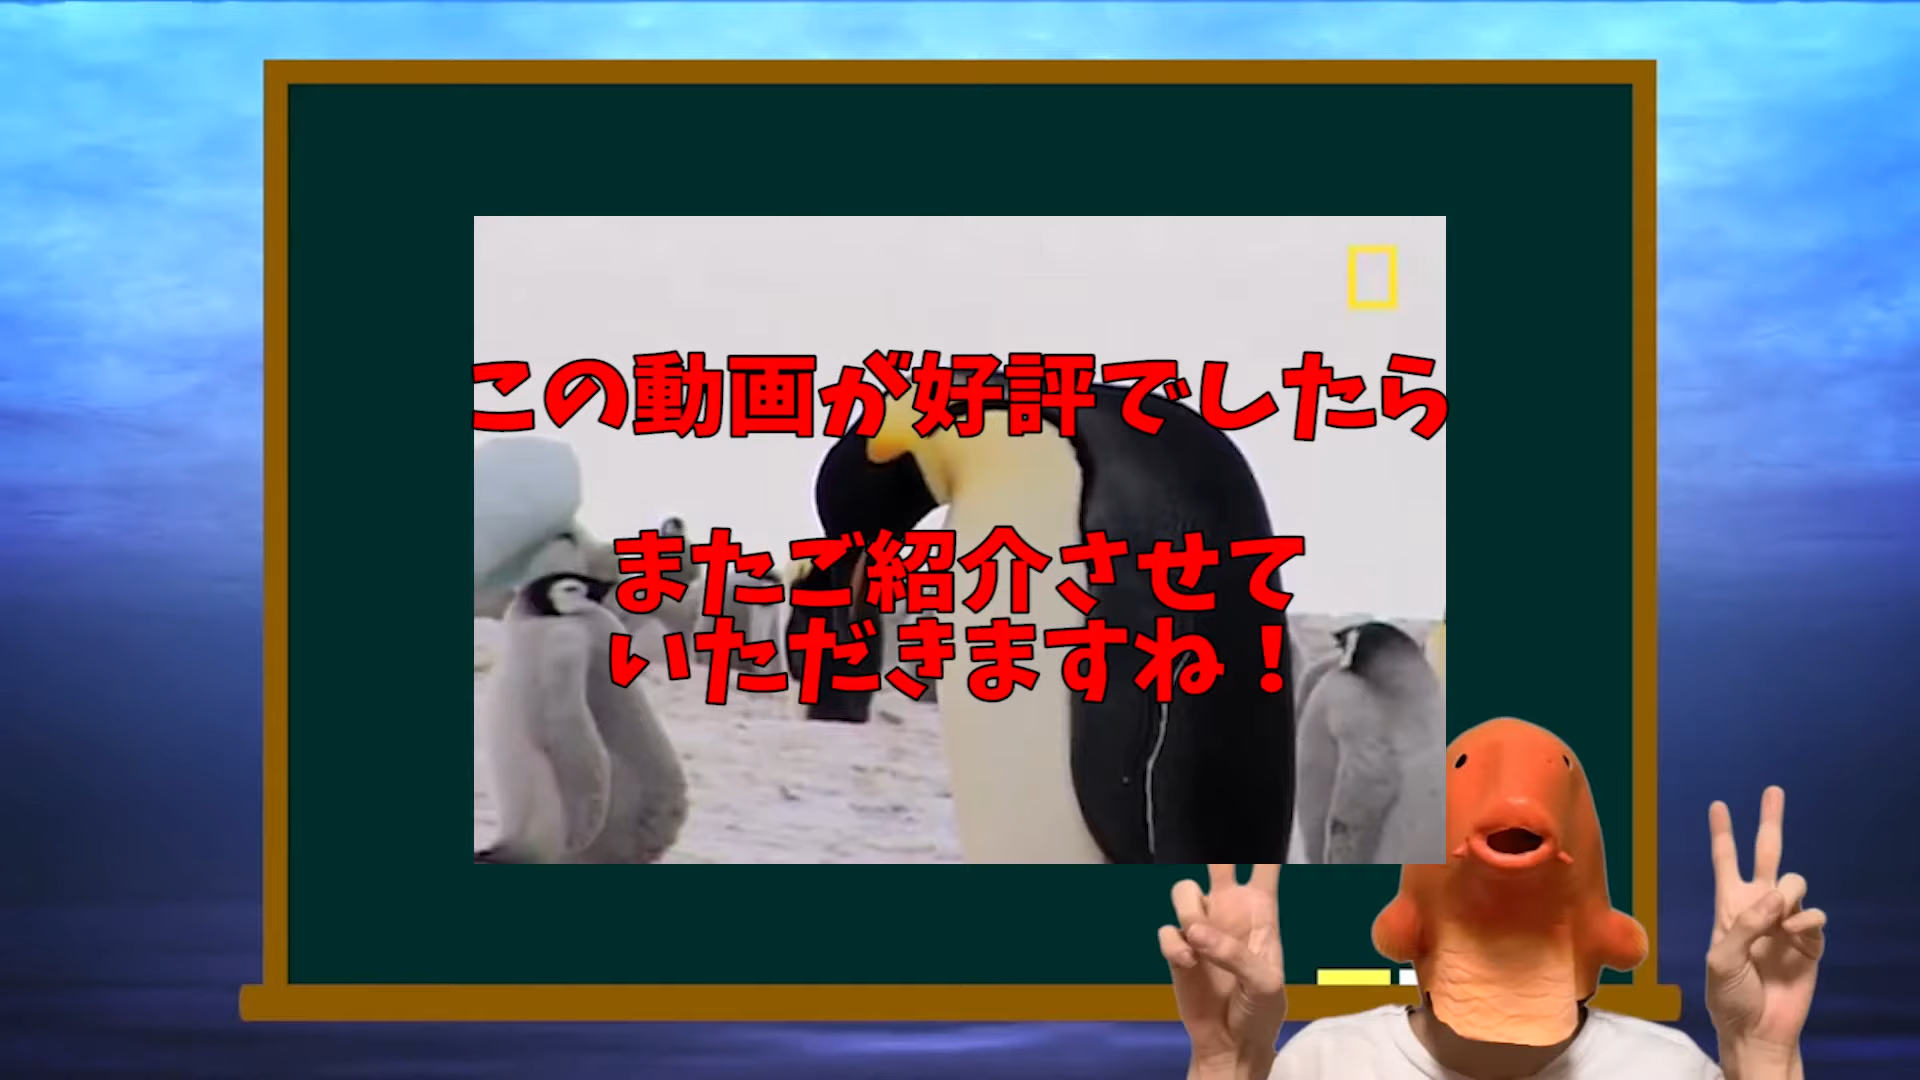 この動画が好評でしたら
またご紹介させて
いただきますね！